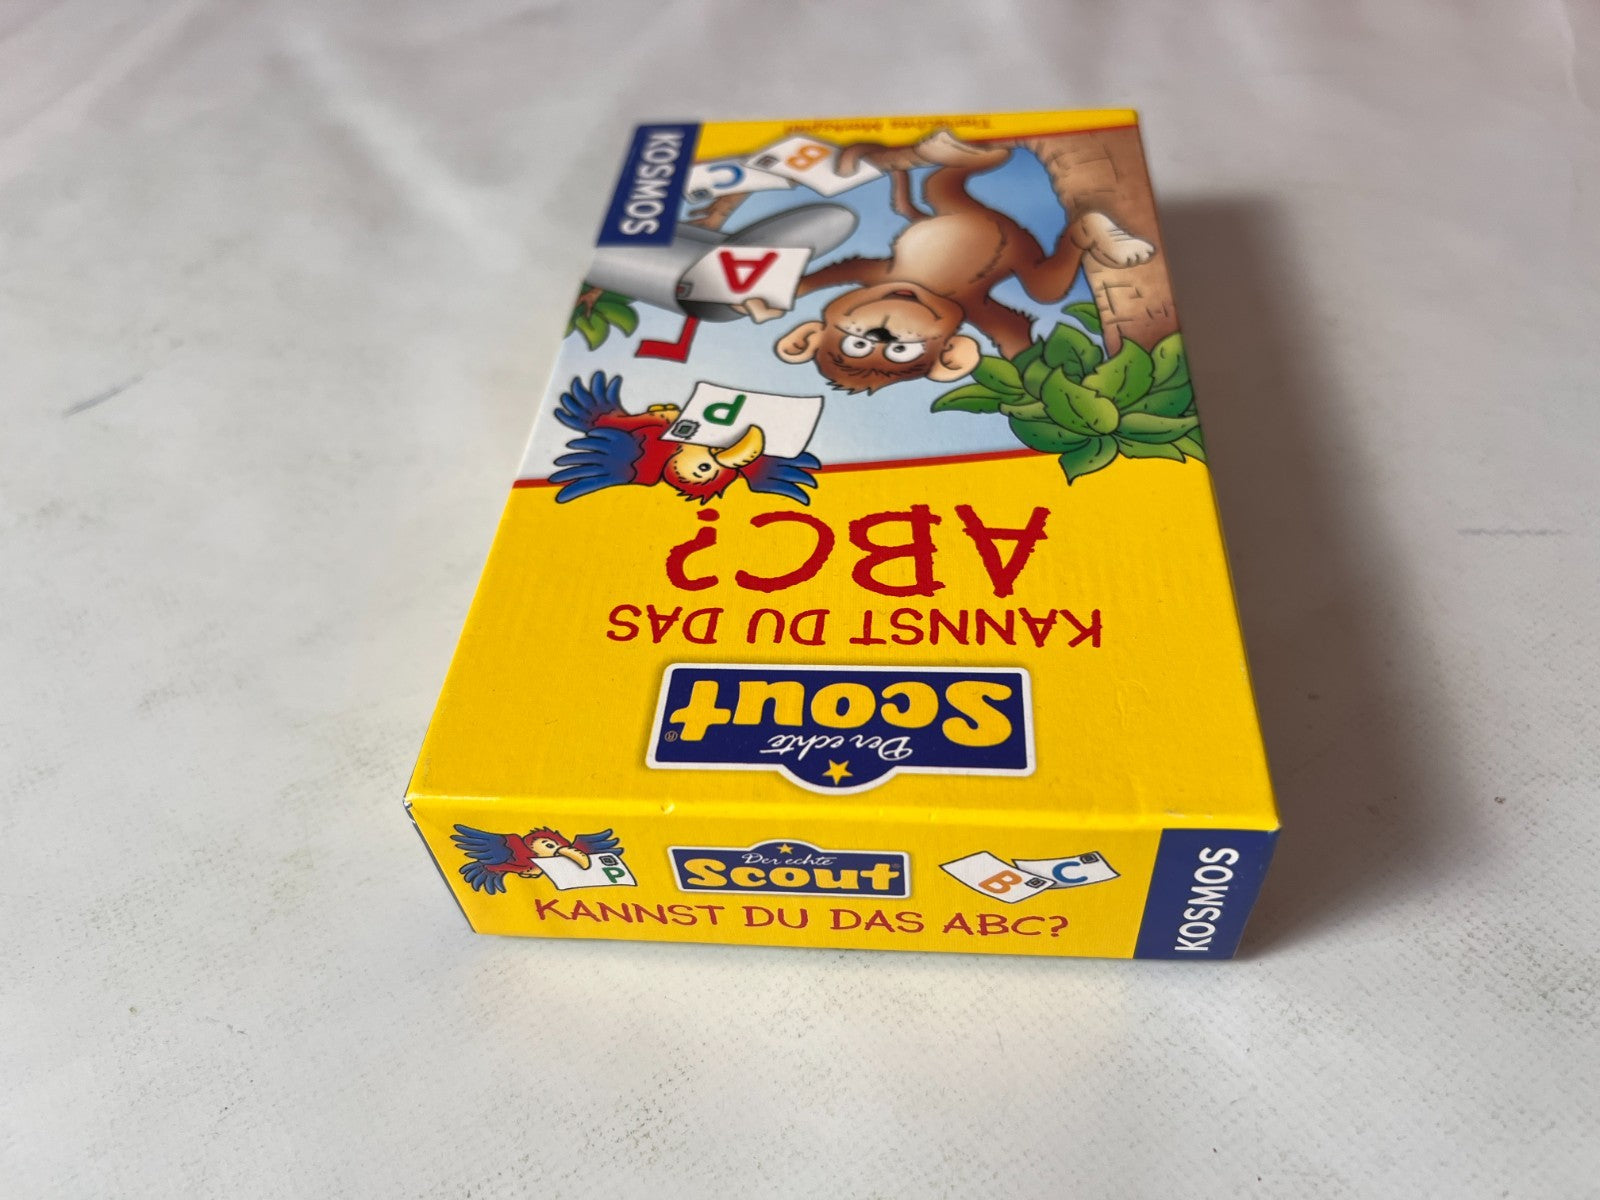 Der echte
Scout®
KANNST DU DAS
ABC?
P
A
C
B
KOSMOS
P
Der echte
Scout
B
C
KANNST DU DAS ABC?
KOSMOS